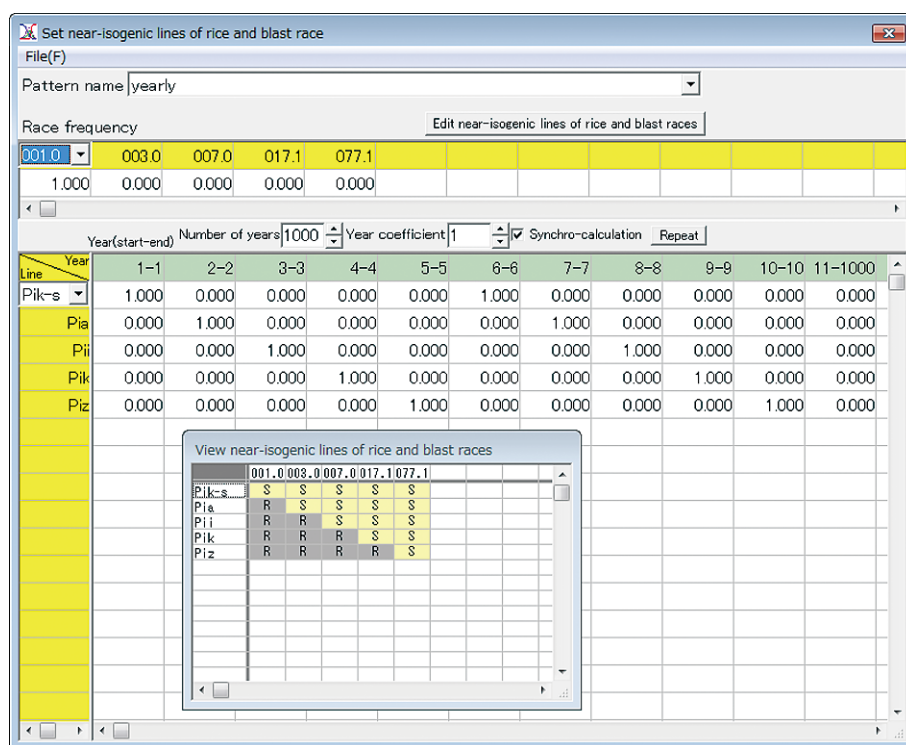 Set near-isogenic lines of rice and blast race
File(F)
Pattern name yearly
Race frequency Edit near-isogenic lines of rice and blast races
001.0 003.0 007.0 017.1 077.1
1.000 0.000 0.000 0.000 0.000
Year(start-end) Number of years 1000 Year coefficient 1 Synchro-calculation Repeat
Line Year 1-1 2-2 3-3 4-4 5-5 6-6 7-7 8-8 9-9 10-10 11-1000
Pik-s 1.000 0.000 0.000 0.000 0.000 1.000 0.000 0.000 0.000 0.000 0.000
Pia 0.000 1.000 0.000 0.000 0.000 0.000 1.000 0.000 0.000 0.000 0.000
Pii 0.000 0.000 1.000 0.000 0.000 0.000 0.000 1.000 0.000 0.000 0.000
Pik 0.000 0.000 0.000 1.000 0.000 0.000 0.000 0.000 1.000 0.000 0.000
Piz 0.000 0.000 0.000 0.000 1.000 0.000 0.000 0.000 0.000 1.000 0.000
View near-isogenic lines of rice and blast races
001.0 003.0 007.0 017.1 077.1
Pik-s S S S S S
Pia R S S S S
Pii R R S S S
Pik R R R S S
Piz R R R R S